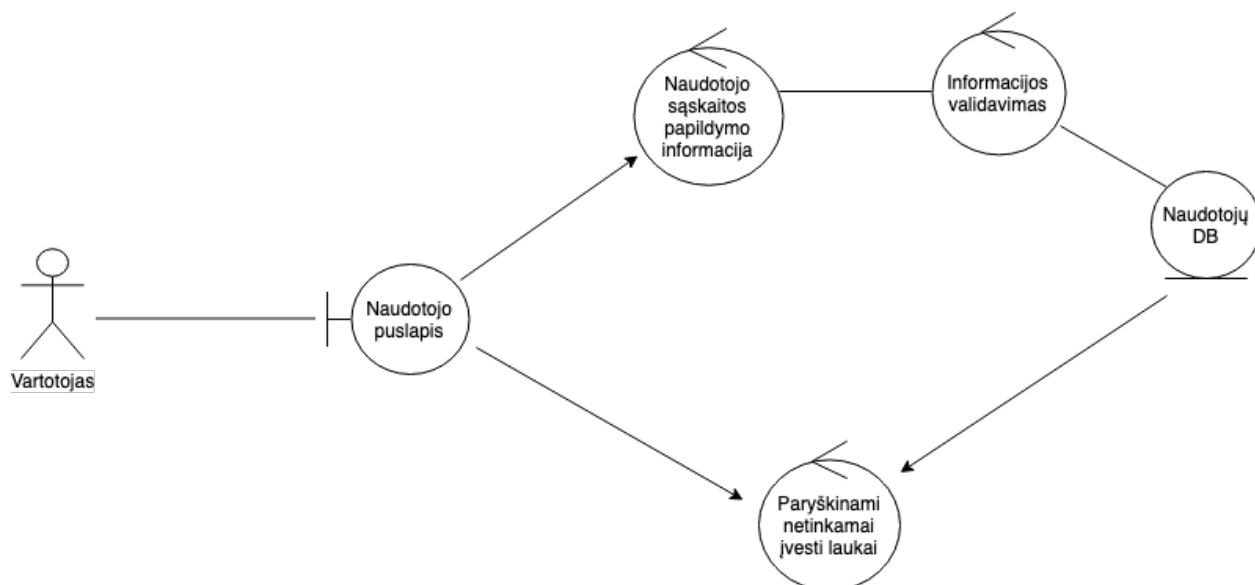 Naudotojo
sąskaitos
papildymo
informacija
Informacijos
validavimas
Naudotojų
DB
Naudotojo
puslapis
Vartotojas
Paryškinami
netinkamai
įvesti laukai